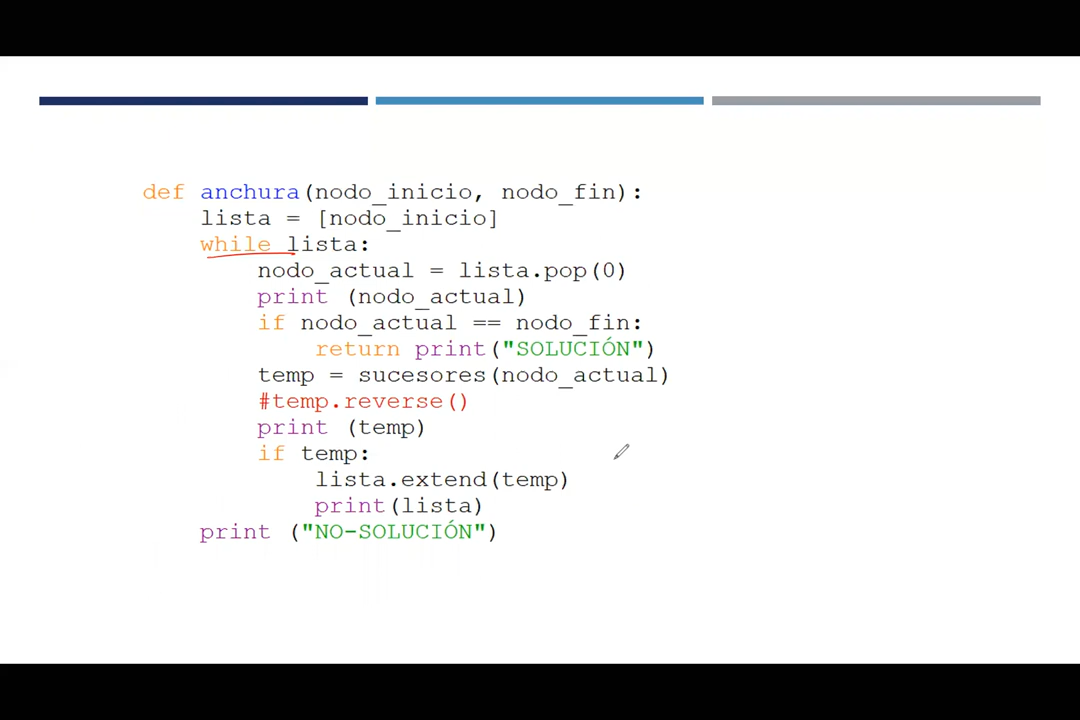 def anchura(nodo_inicio, nodo_fin):
    lista = [nodo_inicio]
    while lista:
        nodo_actual = lista.pop(0)
        print (nodo_actual)
        if nodo_actual == nodo_fin:
            return print("SOLUCIÓN")
        temp = sucesores(nodo_actual)
        #temp.reverse()
        print (temp)
        if temp:
            lista.extend(temp)
            print(lista)
    print ("NO-SOLUCIÓN")